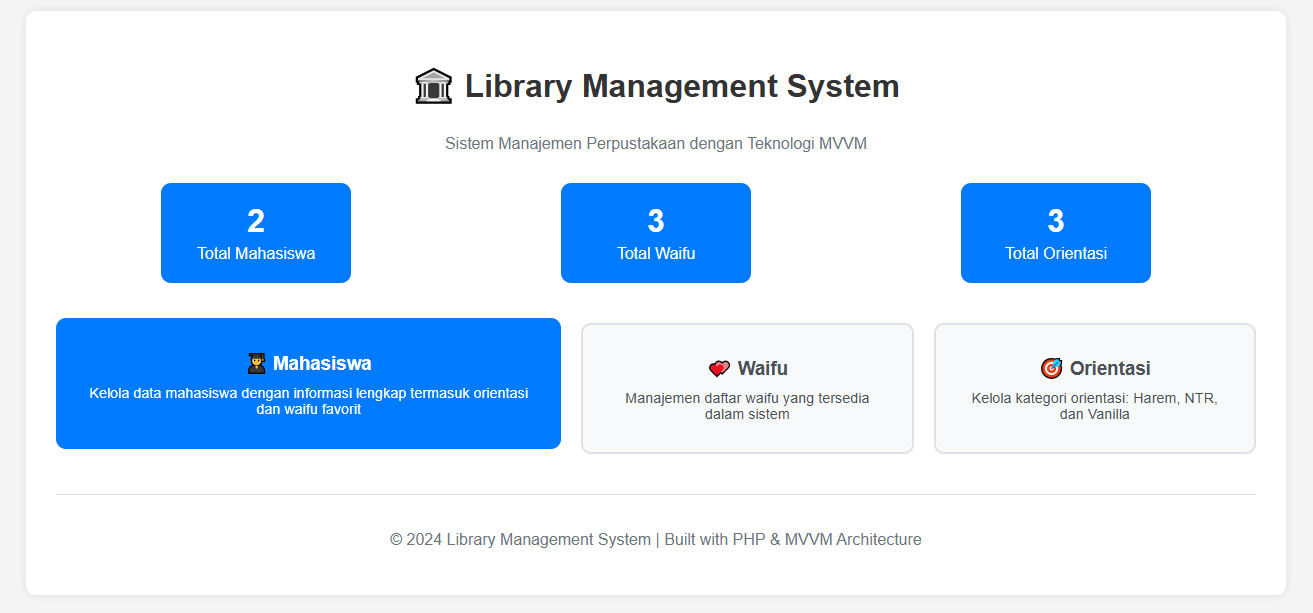 Library Management System
Sistem Manajemen Perpustakaan dengan Teknologi MVVM
2
Total Mahasiswa
3
Total Waifu
3
Total Orientasi
Mahasiswa
Kelola data mahasiswa dengan informasi lengkap termasuk orientasi
dan waifu favorit
Waifu
Manajemen daftar waifu yang tersedia
dalam sistem
Orientasi
Kelola kategori orientasi: Harem, NTR,
dan Vanilla
© 2024 Library Management System | Built with PHP & MVVM Architecture